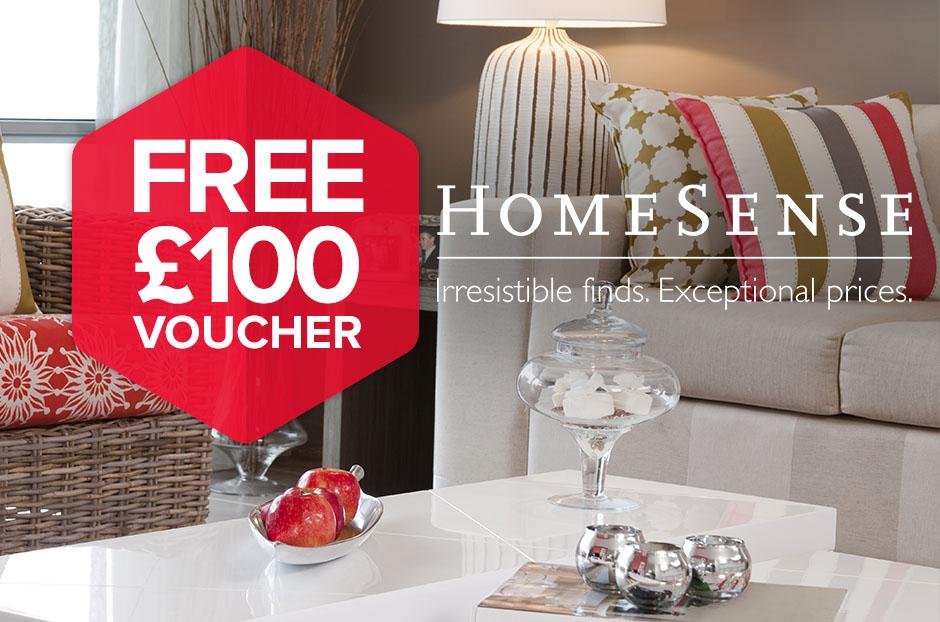 FREE
£100
VOUCHER
HOMESENSE
Irresistible finds. Exceptional prices.